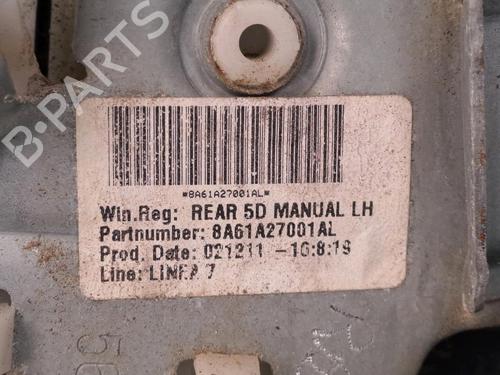 B-PARTS
*8A61A27001AL*
Win.Reg: REAR 5D MANUAL LH
Partnumber: 8A61A27001AL
Prod. Date: 021211 -10:8:19
Line: LINEA 7